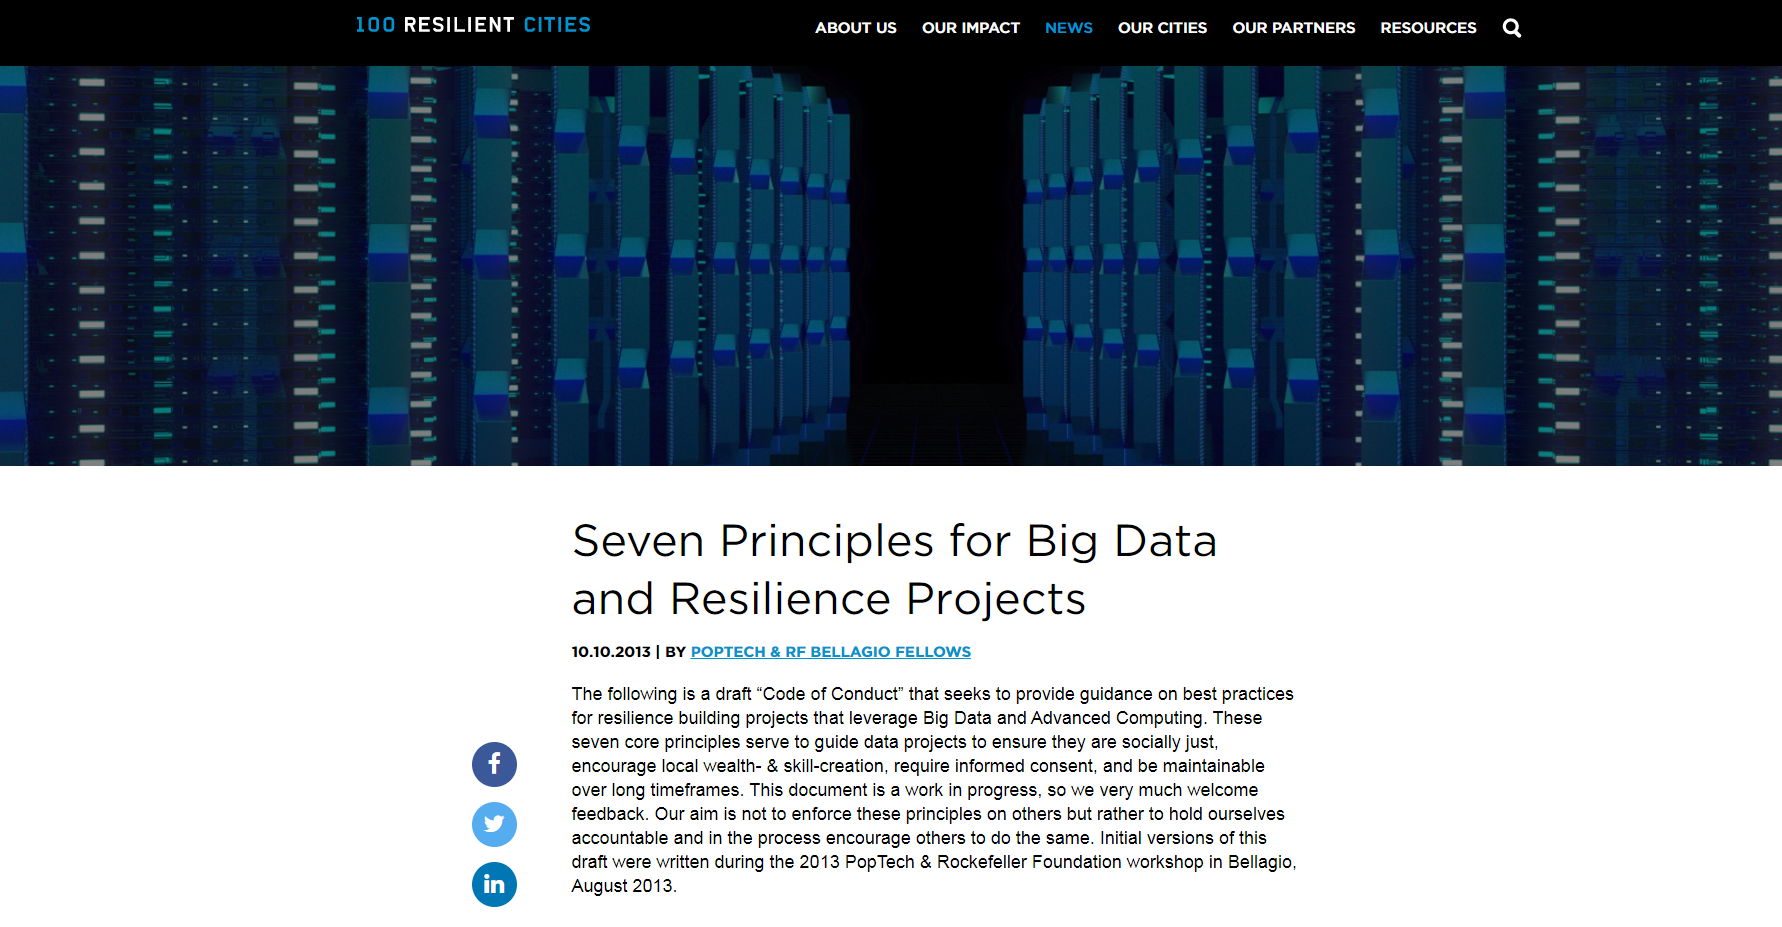 100 RESILIENT CITIES
ABOUT US OUR IMPACT NEWS OUR CITIES OUR PARTNERS RESOURCES
Seven Principles for Big Data
and Resilience Projects
10.10.2013 | BY POPTECH & RF BELLAGIO FELLOWS
The following is a draft “Code of Conduct” that seeks to provide guidance on best practices
for resilience building projects that leverage Big Data and Advanced Computing. These
seven core principles serve to guide data projects to ensure they are socially just,
encourage local wealth- & skill-creation, require informed consent, and be maintainable
over long timeframes. This document is a work in progress, so we very much welcome
feedback. Our aim is not to enforce these principles on others but rather to hold ourselves
accountable and in the process encourage others to do the same. Initial versions of this
draft were written during the 2013 PopTech & Rockefeller Foundation workshop in Bellagio,
August 2013.